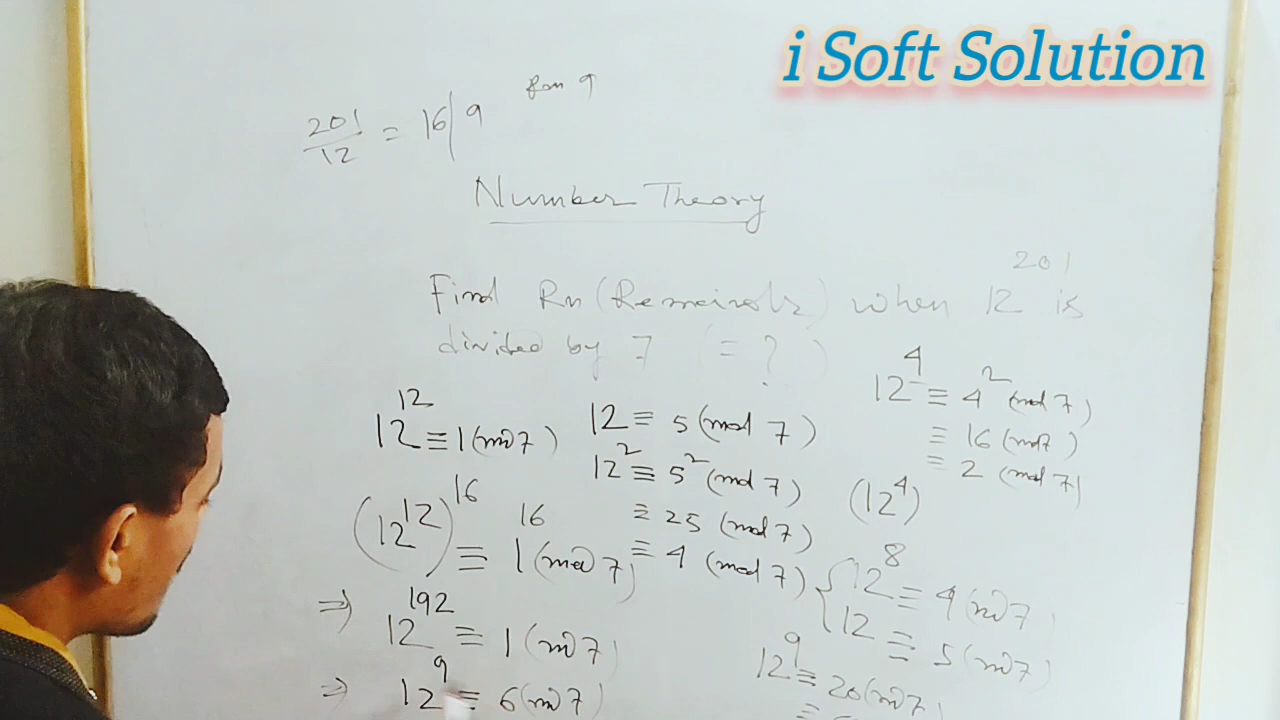 i Soft Solution
201/12 = 16 | 9
Rem 9
Number Theory
Find Rn (Remainder) when 12^201 is
divided by 7 (= ?)
12^12 ≡ 1 (mod 7)
(12^12)^16 ≡ 1^16 (mod 7)
⇒ 12^192 ≡ 1 (mod 7)
⇒ 12^9 ≡ 6 (mod 7)
12 ≡ 5 (mod 7)
12^2 ≡ 5^2 (mod 7)
≡ 25 (mod 7)
≡ 4 (mod 7)
12^4 ≡ 4^2 (mod 7)
≡ 16 (mod 7)
≡ 2 (mod 7)
(12^4)
12^8 ≡ 4 (mod 7)
12 ≡ 5 (mod 7)
12^9 ≡ 20 (mod 7)